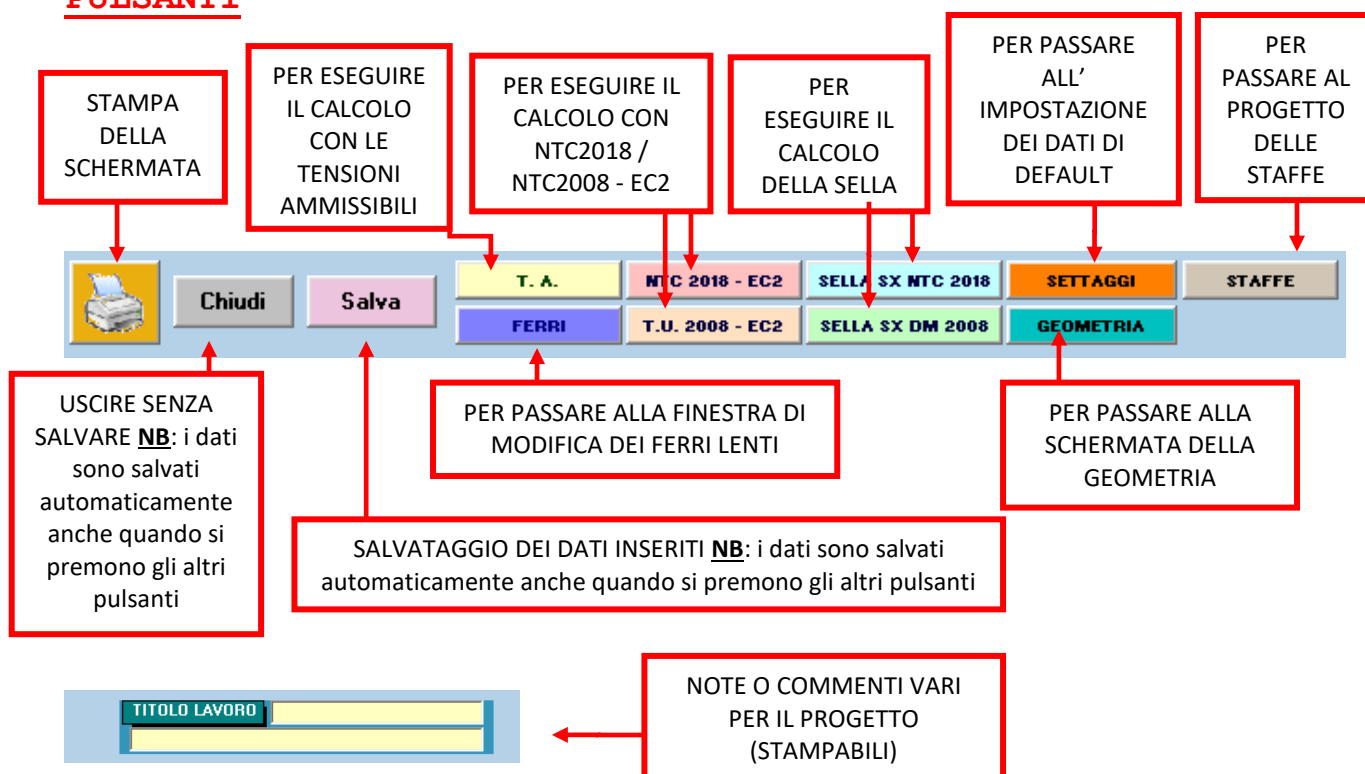 PULSANTI
STAMPA
DELLA
SCHERMATA
PER ESEGUIRE
IL CALCOLO
CON LE
TENSIONI
AMMISSIBILI
PER ESEGUIRE IL
CALCOLO CON
NTC2018 /
NTC2008 - EC2
PER
ESEGUIRE IL
CALCOLO
DELLA SELLA
PER PASSARE
ALL’
IMPOSTAZIONE
DEI DATI DI
DEFAULT
PER
PASSARE AL
PROGETTO
DELLE
STAFFE
Chiudi
Salva
T. A.
NTC 2018 - EC2
SELLA SX NTC 2018
SETTAGGI
STAFFE
FERRI
T.U. 2008 - EC2
SELLA SX DM 2008
GEOMETRIA
USCIRE SENZA
SALVARE NB: i dati
sono salvati
automaticamente
anche quando si
premono gli altri
pulsanti
PER PASSARE ALLA FINESTRA DI
MODIFICA DEI FERRI LENTI
PER PASSARE ALLA
SCHERMATA DELLA
GEOMETRIA
SALVATAGGIO DEI DATI INSERITI NB: i dati sono salvati
automaticamente anche quando si premono gli altri pulsanti
TITOLO LAVORO
NOTE O COMMENTI VARI
PER IL PROGETTO
(STAMPABILI)